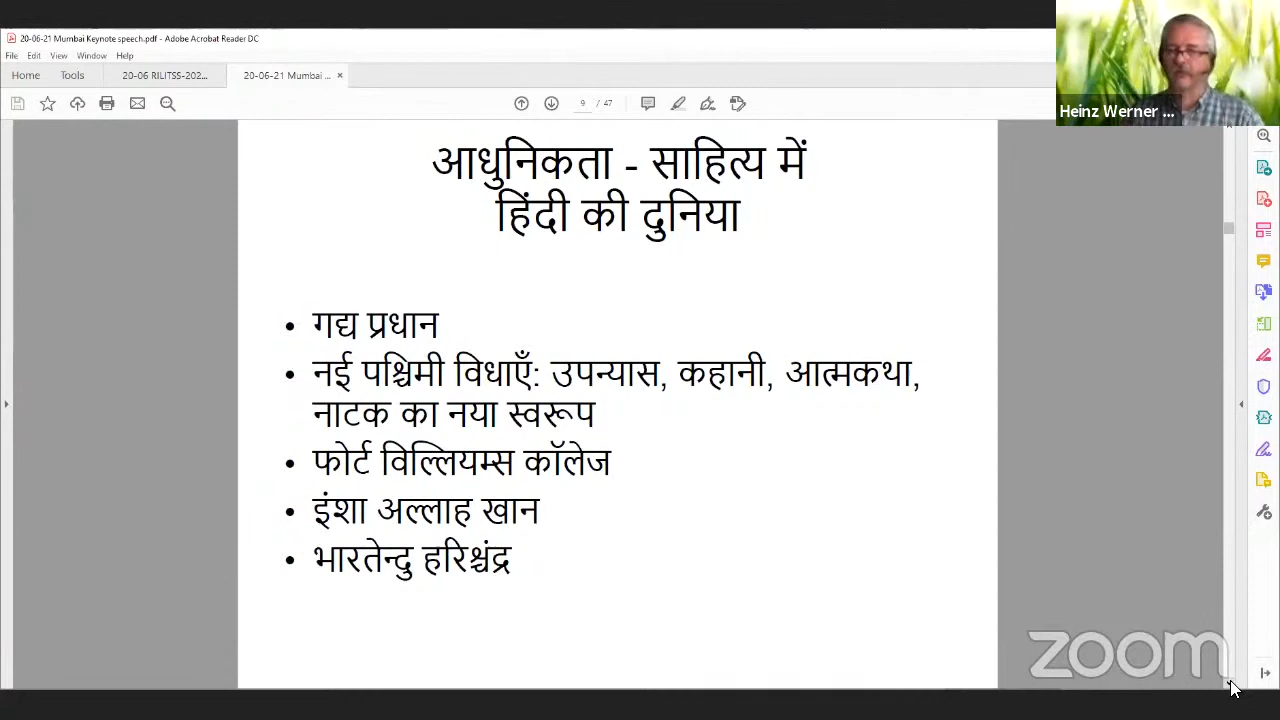 20-06-21 Mumbai Keynote speech.pdf - Adobe Acrobat Reader DC
File Edit View Window Help
Home Tools 20-06 RILITSS-202... 20-06-21 Mumbai ... ×
9 / 47
Heinz Werner ...
आधुनिकता - साहित्य में
हिंदी की दुनिया
• गद्य प्रधान
• नई पश्चिमी विधाएँ: उपन्यास, कहानी, आत्मकथा,
नाटक का नया स्वरूप
• फोर्ट विल्लियम्स कॉलेज
• इंशा अल्लाह खान
• भारतेन्दु हरिश्चंद्र
zoom